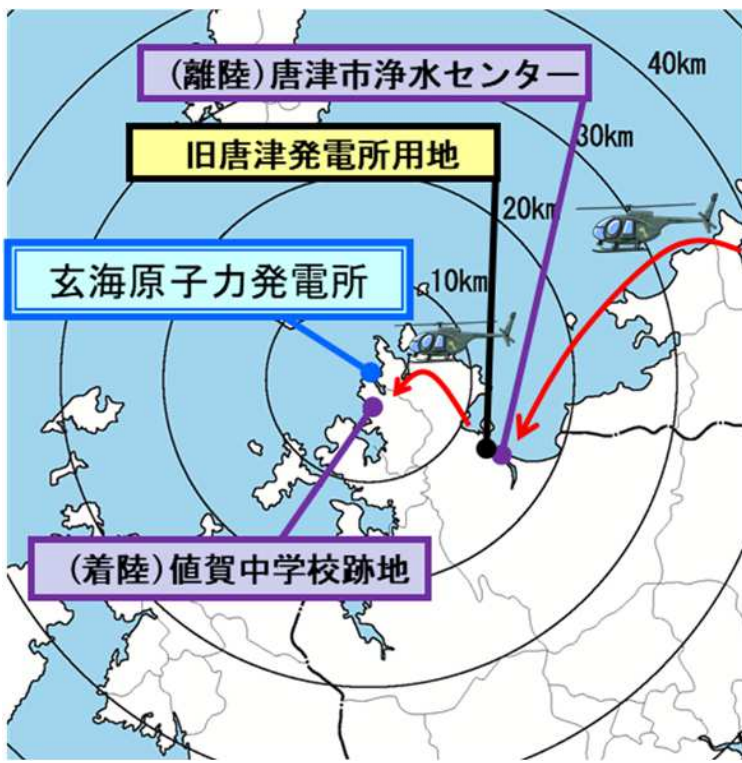 40km
(離陸)唐津市浄水センター
30km
旧唐津発電所用地
20km
玄海原子力発電所
10km
(着陸)値賀中学校跡地